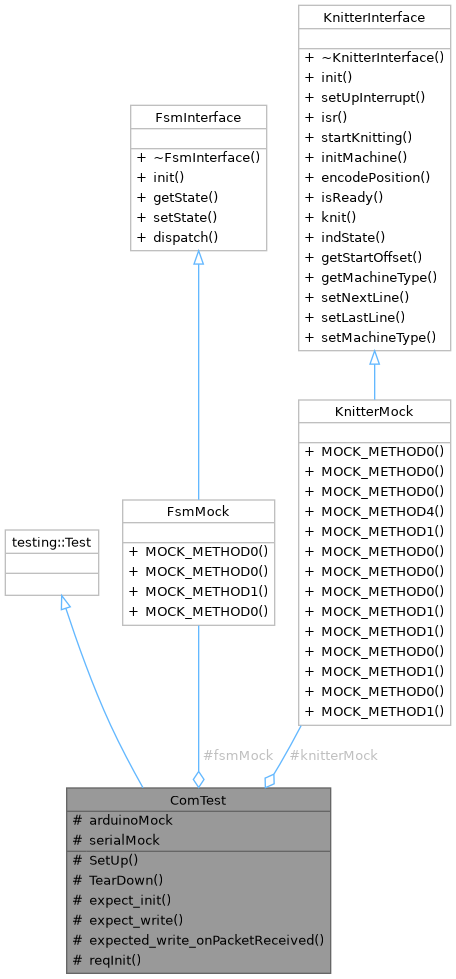 KnitterInterface
+ ~KnitterInterface()
+ init()
+ setUpInterrupt()
+ isr()
+ startKnitting()
+ initMachine()
+ encodePosition()
+ isReady()
+ knit()
+ indState()
+ getStartOffset()
+ getMachineType()
+ setNextLine()
+ setLastLine()
+ setMachineType()
FsmInterface
+ ~FsmInterface()
+ init()
+ getState()
+ setState()
+ dispatch()
KnitterMock
+ MOCK_METHOD0()
+ MOCK_METHOD0()
+ MOCK_METHOD0()
+ MOCK_METHOD4()
+ MOCK_METHOD1()
+ MOCK_METHOD0()
+ MOCK_METHOD0()
+ MOCK_METHOD0()
+ MOCK_METHOD1()
+ MOCK_METHOD1()
+ MOCK_METHOD0()
+ MOCK_METHOD1()
+ MOCK_METHOD0()
+ MOCK_METHOD1()
FsmMock
+ MOCK_METHOD0()
+ MOCK_METHOD0()
+ MOCK_METHOD1()
+ MOCK_METHOD0()
testing::Test
#fsmMock
#knitterMock
ComTest
# arduinoMock
# serialMock
# SetUp()
# TearDown()
# expect_init()
# expect_write()
# expected_write_onPacketReceived()
# reqInit()